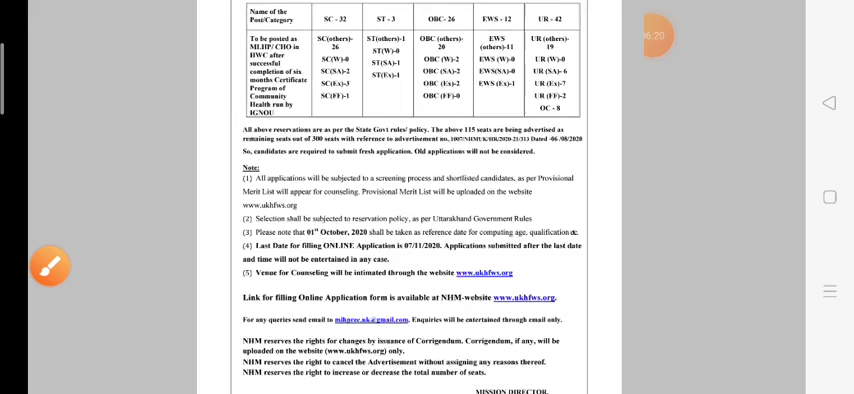 Name of the
Post/Category
SC - 32
ST - 3
OBC- 26
EWS - 12
UR - 42
To be posted as
MLHP/ CHO in
HWC after
successful
completion of six
months Certificate
Program of
Community
Health run by
IGNOU
SC(others)-
26
SC(W)-0
SC(SA)-2
SC(Ex)-3
SC(FF)-1
ST(others)-1
ST(W)-0
ST(SA)-1
ST(Ex)-1
OBC (others)-
20
OBC (W)-2
OBC (SA)-2
OBC (Ex)-2
OBC (FF)-0
EWS
(others)-11
EWS (W)-0
EWS(SA)-0
EWS (Ex)-1
UR (others)-
19
UR (W)-0
UR (SA)- 6
UR (Ex)-7
UR (FF)-2
OC - 8
06:20
All above reservations are as per the State Govt rules/ policy. The above 115 seats are being advertised as
remaining seats out of 300 seats with reference to advertisement no. Dated -06 /08/2020
So, candidates are required to submit fresh application. Old applications will not be considered.
Note:
(1) All applications will be subjected to a screening process and shortlisted candidates, as per Provisional
Merit List will appear for counseling. Provisional Merit List will be uploaded on the website
www.ukhfws.org
(2) Selection shall be subjected to reservation policy, as per Uttarakhand Government Rules
(3) Please note that 01st October, 2020 shall be taken as reference date for computing age, qualification etc.
(4) Last Date for filling ONLINE Application is 07/11/2020. Applications submitted after the last date
and time will not be entertained in any case.
(5) Venue for Counseling will be intimated through the website www.ukhfws.org
Link for filling Online Application form is available at NHM-website www.ukhfws.org.
For any queries send email to mlhprec.uk@gmail.com. Enquiries will be entertained through email only.
NHM reserves the rights for changes by issuance of Corrigendum. Corrigendum, if any, will be
uploaded on the website (www.ukhfws.org) only.
NHM reserves the right to cancel the Advertisement without assigning any reasons thereof.
NHM reserves the right to increase or decrease the total number of seats.
MISSION DIRECTOR,